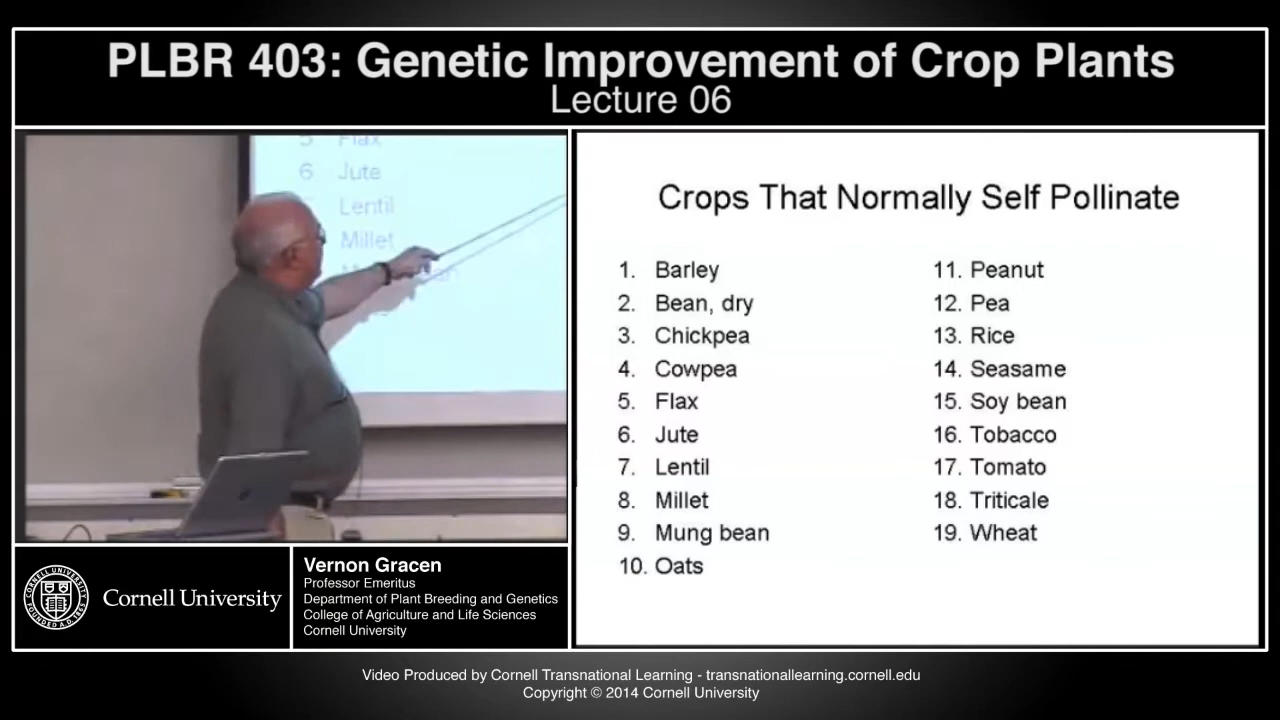 PLBR 403: Genetic Improvement of Crop Plants
Lecture 06
5 Flax
6 Jute
Lentil
Millet
Crops That Normally Self Pollinate
1. Barley
2. Bean, dry
3. Chickpea
4. Cowpea
5. Flax
6. Jute
7. Lentil
8. Millet
9. Mung bean
10. Oats
11. Peanut
12. Pea
13. Rice
14. Seasame
15. Soy bean
16. Tobacco
17. Tomato
18. Triticale
19. Wheat
Cornell University
Vernon Gracen
Professor Emeritus
Department of Plant Breeding and Genetics
College of Agriculture and Life Sciences
Cornell University
Video Produced by Cornell Transnational Learning - transnationallearning.cornell.edu
Copyright © 2014 Cornell University